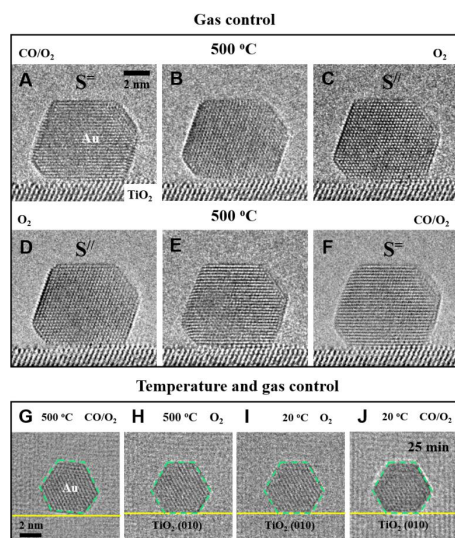 Gas control
CO/O₂ 500 °C O₂
A S⁼ 2 nm B C S^//
Au
TiO₂
O₂ 500 °C CO/O₂
D S^// E F S⁼
Temperature and gas control
G 500 °C CO/O₂ H 500 °C O₂ I 20 °C O₂ J 20 °C CO/O₂
25 min
Au
2 nm TiO₂ (010) TiO₂ (010) TiO₂ (010)